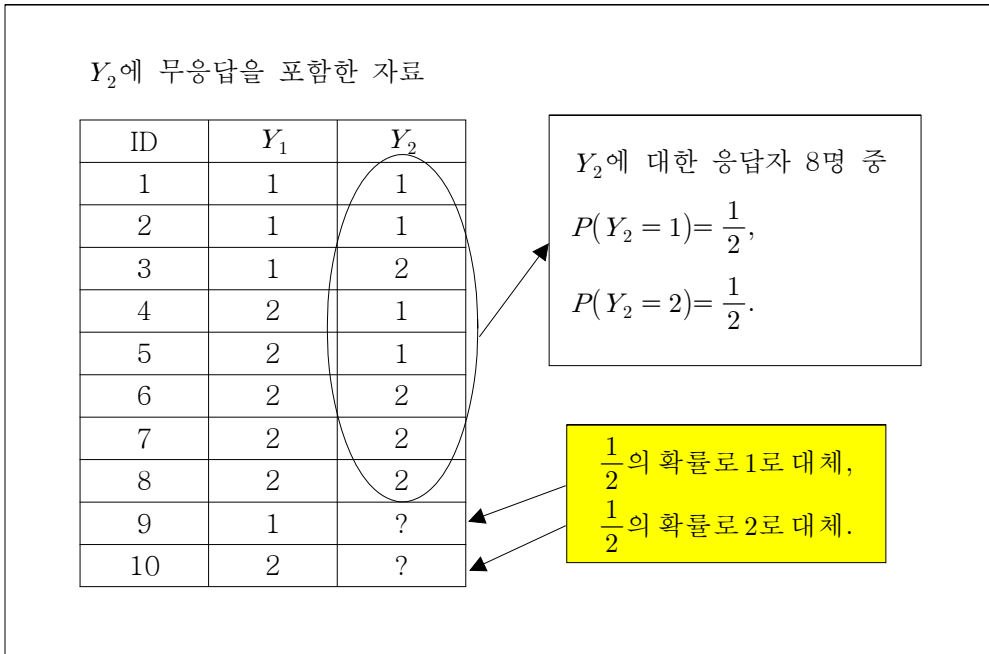 Y₂에 무응답을 포함한 자료
ID Y₁ Y₂
1 1 1
2 1 1
3 1 2
4 2 1
5 2 1
6 2 2
7 2 2
8 2 2
9 1 ?
10 2 ?
Y₂에 대한 응답자 8명 중
P(Y₂ = 1)= 1/2,
P(Y₂ = 2)= 1/2.
1/2의 확률로 1로 대체,
1/2의 확률로 2로 대체.